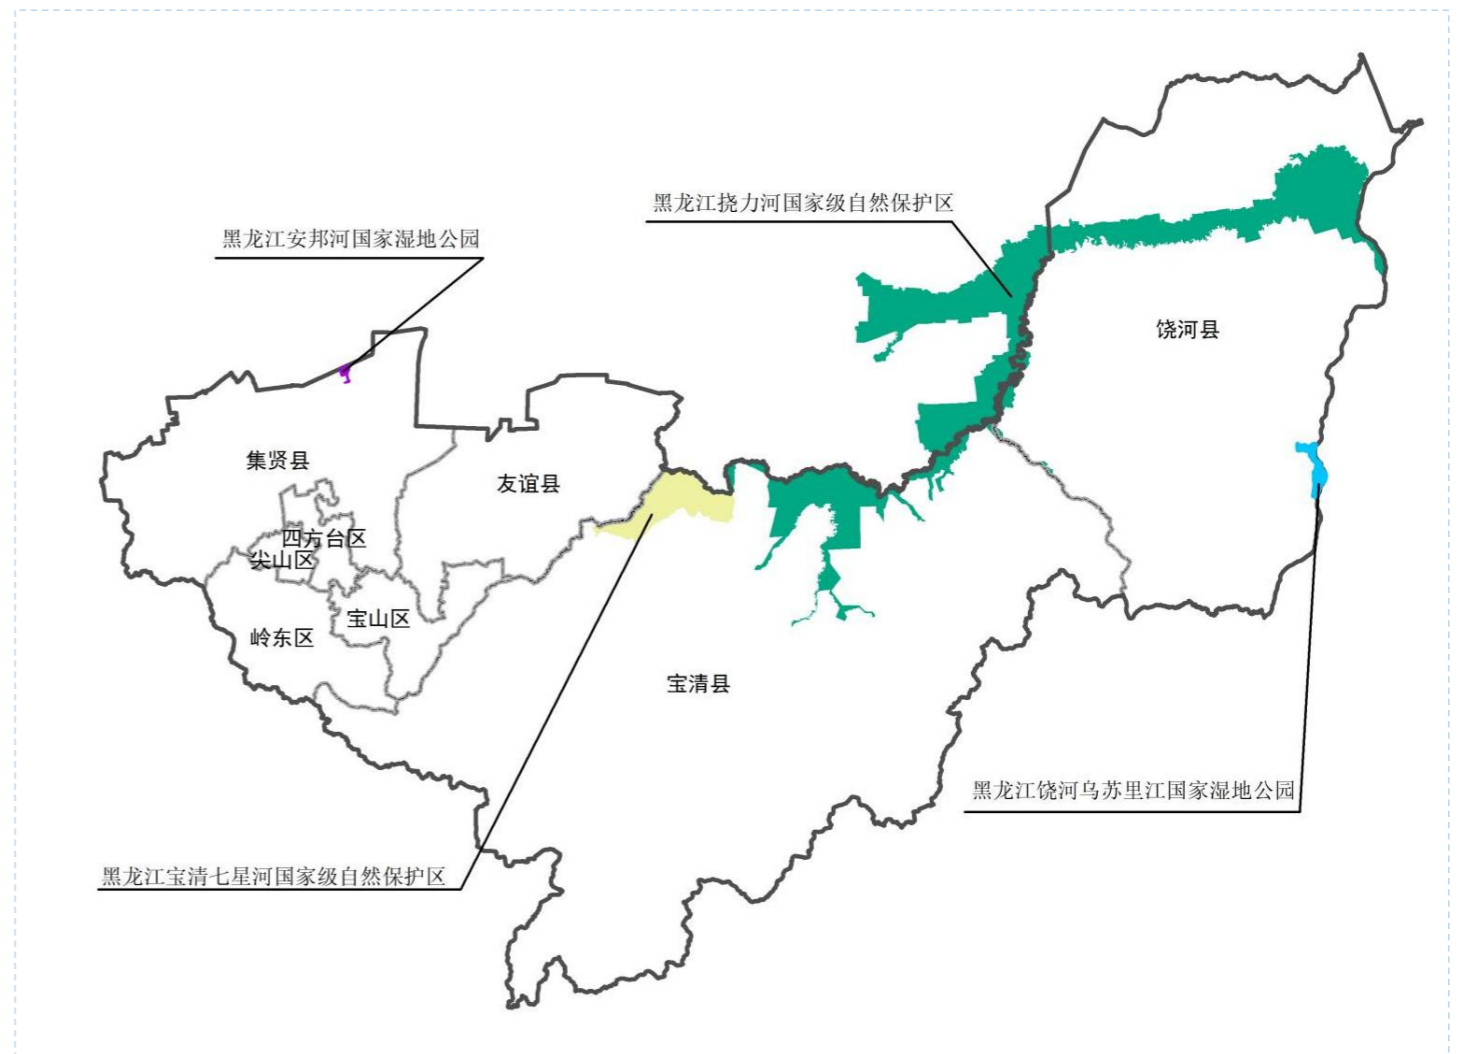 黑龙江挠力河国家级自然保护区
黑龙江安邦河国家湿地公园
饶河县
集贤县
友谊县
四方台区
尖山区
宝山区
岭东区
宝清县
黑龙江饶河乌苏里江国家湿地公园
黑龙江宝清七星河国家级自然保护区